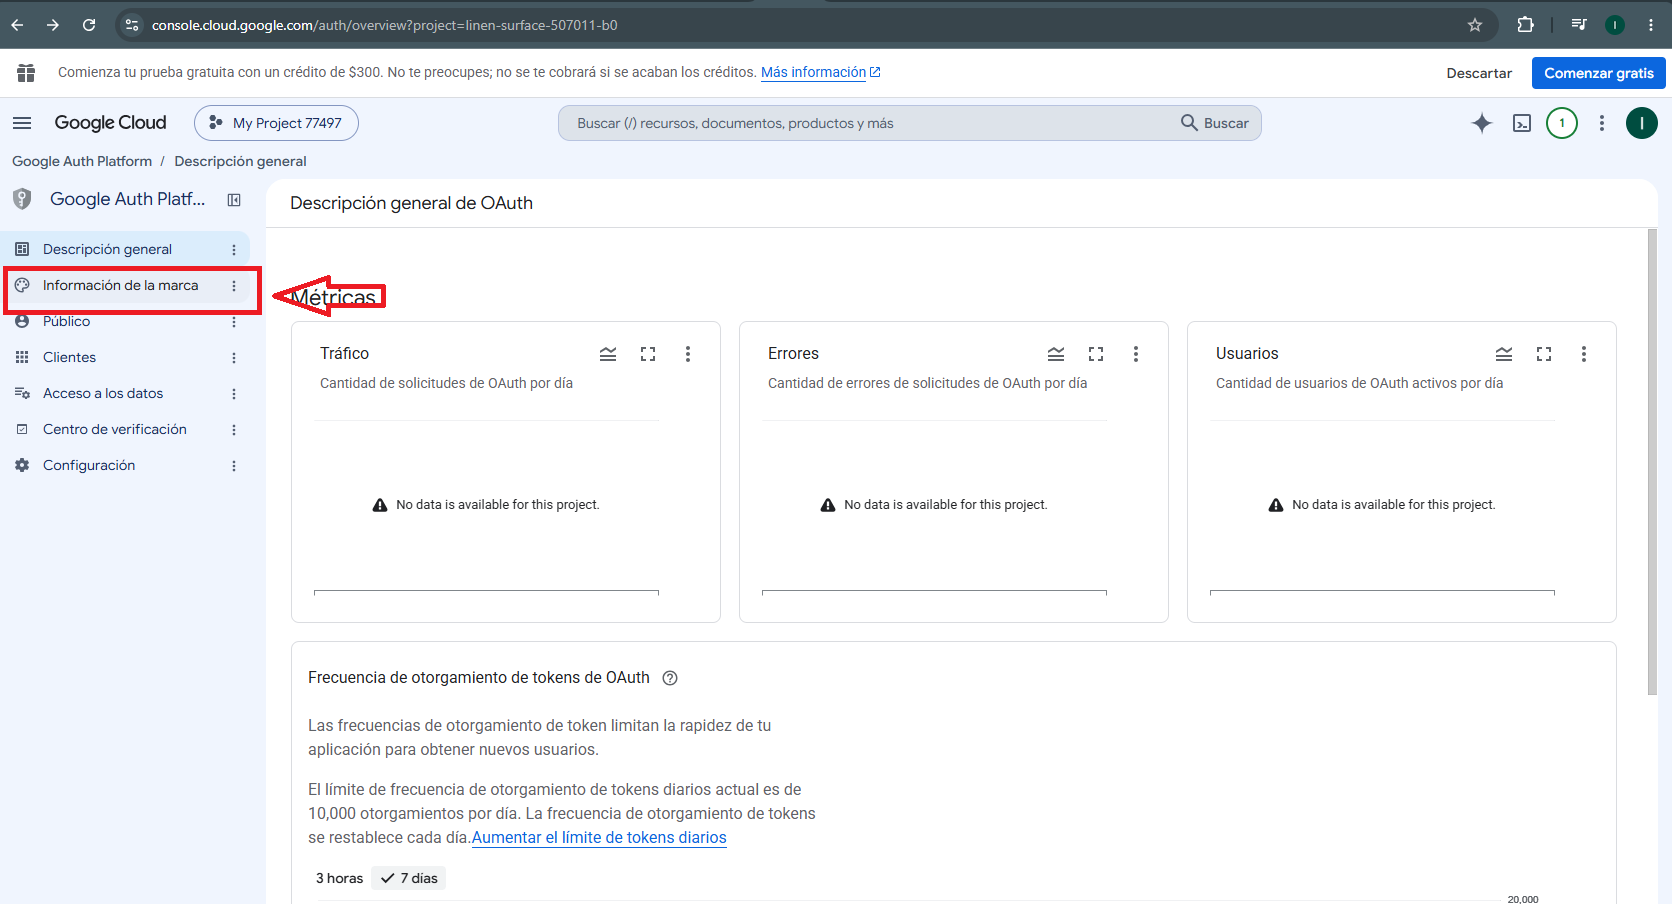 console.cloud.google.com/auth/overview?project=linen-surface-507011-b0
I
Comienza tu prueba gratuita con un crédito de $300. No te preocupes; no se te cobrará si se acaban los créditos. Más información
Descartar
Comenzar gratis
Google Cloud
My Project 77497
Buscar (/) recursos, documentos, productos y más
Buscar
1
I
Google Auth Platform / Descripción general
Google Auth Platf...
Descripción general
Información de la marca
Público
Clientes
Acceso a los datos
Centro de verificación
Configuración
Descripción general de OAuth
Métricas
Tráfico
Cantidad de solicitudes de OAuth por día
No data is available for this project.
Errores
Cantidad de errores de solicitudes de OAuth por día
No data is available for this project.
Usuarios
Cantidad de usuarios de OAuth activos por día
No data is available for this project.
Frecuencia de otorgamiento de tokens de OAuth
Las frecuencias de otorgamiento de token limitan la rapidez de tu
aplicación para obtener nuevos usuarios.
El límite de frecuencia de otorgamiento de tokens diarios actual es de
10,000 otorgamientos por día. La frecuencia de otorgamiento de tokens
se restablece cada día.Aumentar el límite de tokens diarios
3 horas
7 días
20,000